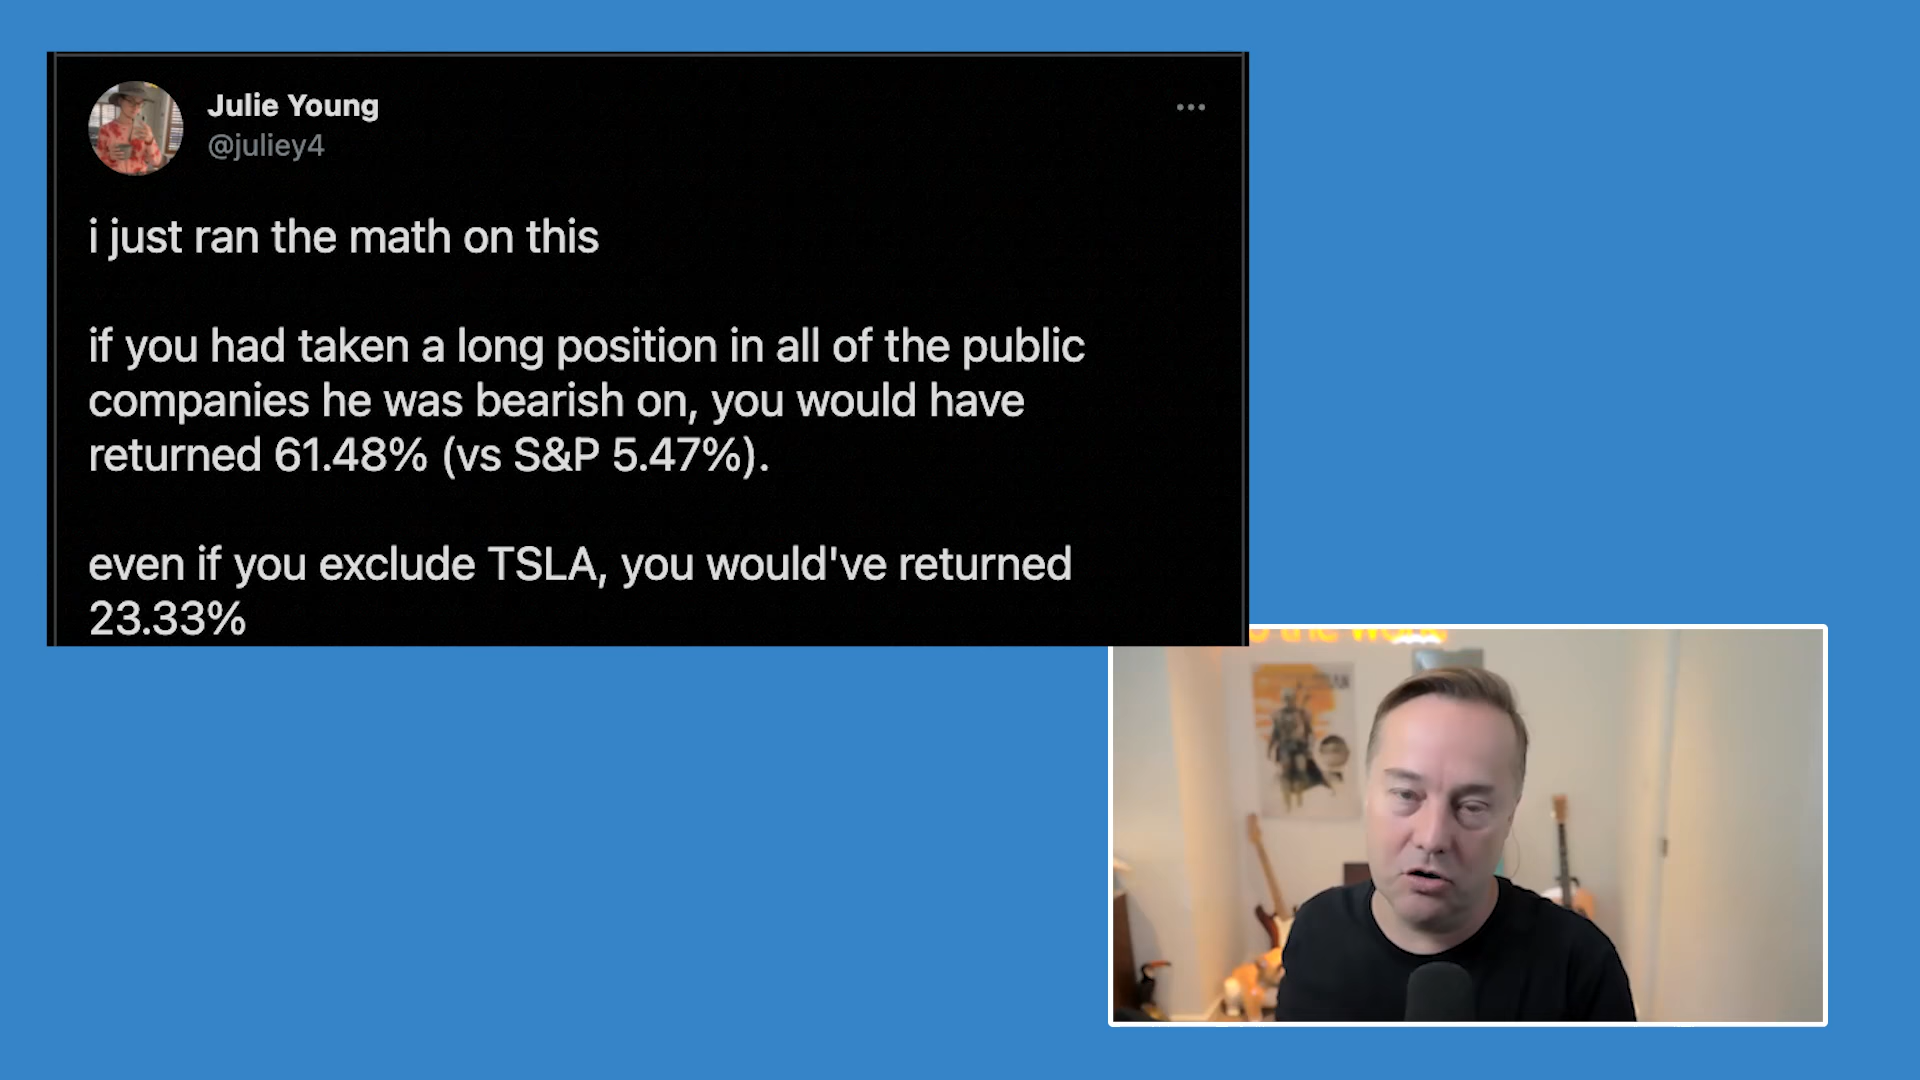 Julie Young
@juliey4
i just ran the math on this
if you had taken a long position in all of the public
companies he was bearish on, you would have
returned 61.48% (vs S&P 5.47%).
even if you exclude TSLA, you would've returned
23.33%
the